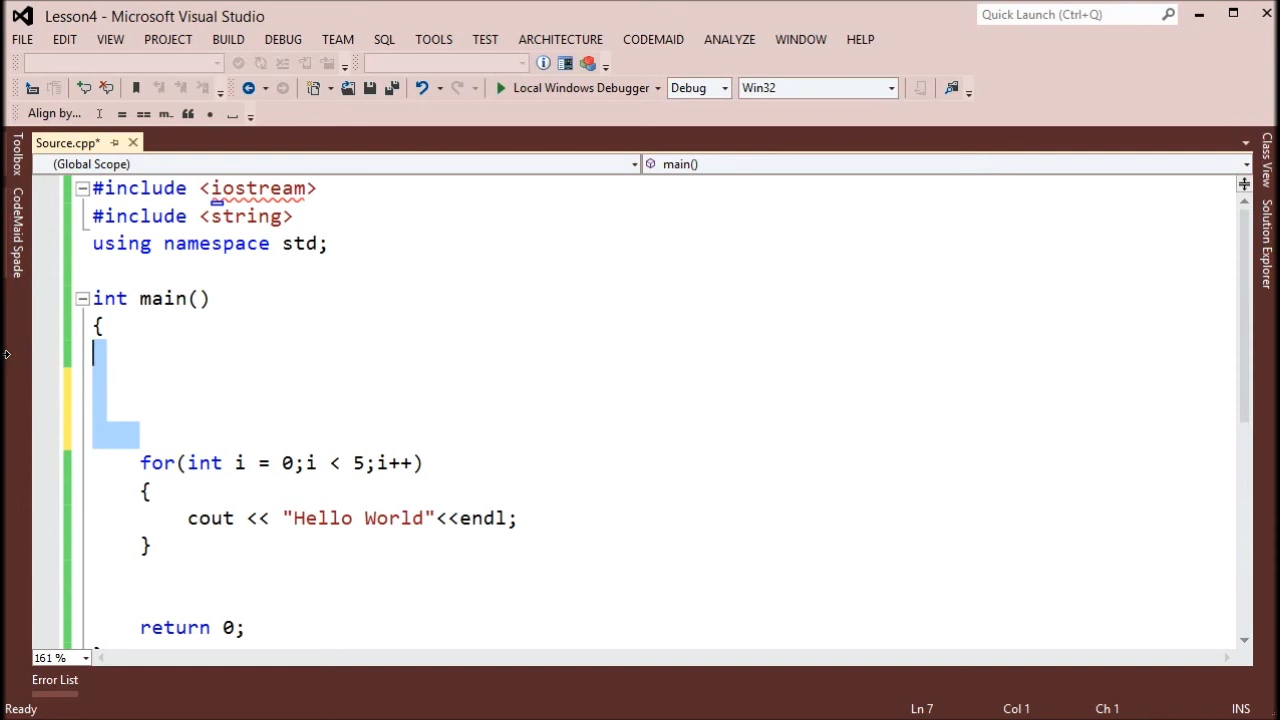 Lesson4 - Microsoft Visual Studio
Quick Launch (Ctrl+Q)
FILE EDIT VIEW PROJECT BUILD DEBUG TEAM SQL TOOLS TEST ARCHITECTURE CODEMAID ANALYZE WINDOW HELP
Local Windows Debugger Debug Win32
Align by... = == m_ “ • _
Source.cpp*
(Global Scope) main()
Toolbox
CodeMaid Spade
Class View
Solution Explorer
#include <iostream>
#include <string>
using namespace std;
int main()
{
for(int i = 0;i < 5;i++)
{
cout << "Hello World"<<endl;
}
return 0;
161 %
Error List
Ready Ln 7 Col 1 Ch 1 INS